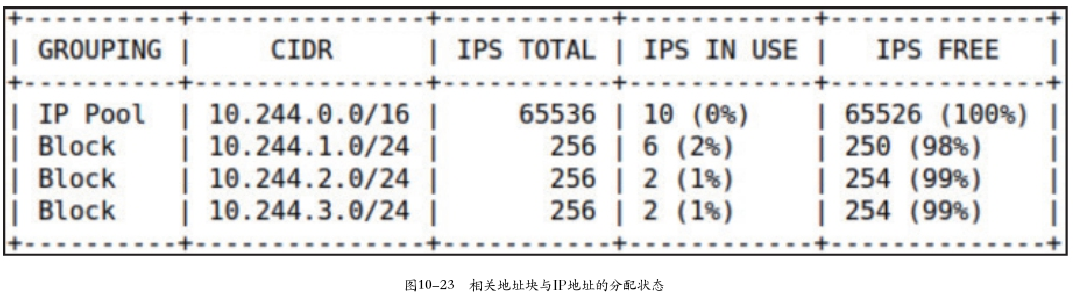 +----------+---------------+------------+------------+--------------+
| GROUPING | CIDR | IPS TOTAL | IPS IN USE | IPS FREE |
+----------+---------------+------------+------------+--------------+
| IP Pool | 10.244.0.0/16 | 65536 | 10 (0%) | 65526 (100%) |
| Block | 10.244.1.0/24 | 256 | 6 (2%) | 250 (98%) |
| Block | 10.244.2.0/24 | 256 | 2 (1%) | 254 (99%) |
| Block | 10.244.3.0/24 | 256 | 2 (1%) | 254 (99%) |
+----------+---------------+------------+------------+--------------+
图10-23 相关地址块与IP地址的分配状态